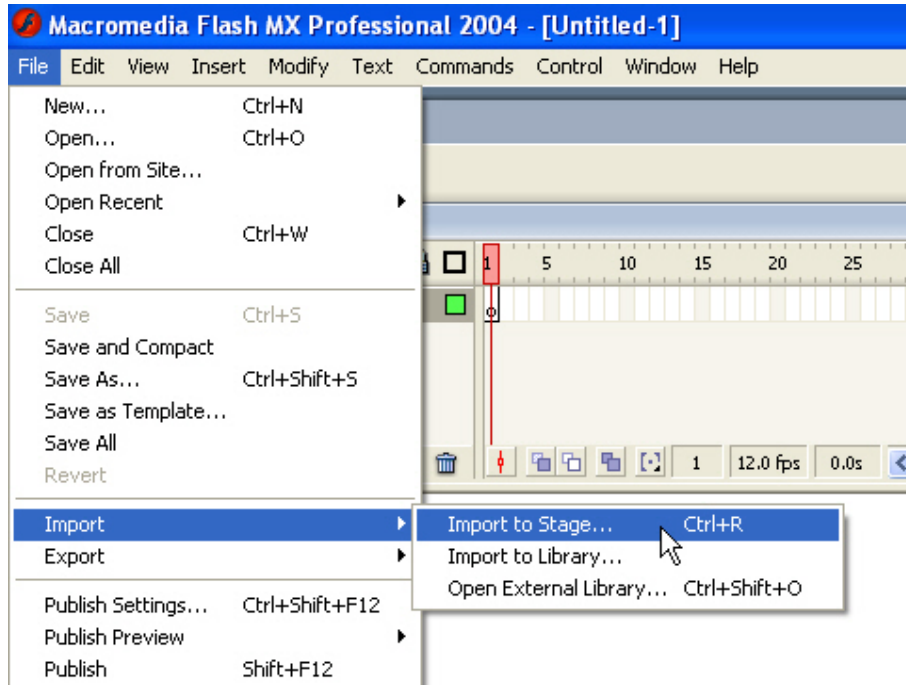 Macromedia Flash MX Professional 2004 - [Untitled-1]
File Edit View Insert Modify Text Commands Control Window Help
New... Ctrl+N
Open... Ctrl+O
Open from Site...
Open Recent
Close Ctrl+W
Close All
1 5 10 15 20 25
Save Ctrl+S
Save and Compact
Save As... Ctrl+Shift+S
Save as Template...
Save All
Revert
1 12.0 fps 0.0s
Import
Export
Import to Stage... Ctrl+R
Import to Library...
Open External Library... Ctrl+Shift+O
Publish Settings... Ctrl+Shift+F12
Publish Preview
Publish Shift+F12